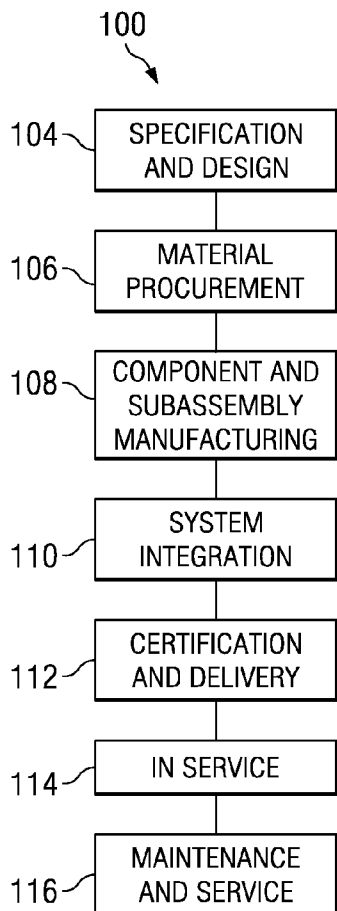 100
104
SPECIFICATION
AND DESIGN
106
MATERIAL
PROCUREMENT
108
COMPONENT AND
SUBASSEMBLY
MANUFACTURING
110
SYSTEM
INTEGRATION
112
CERTIFICATION
AND DELIVERY
114
IN SERVICE
116
MAINTENANCE
AND SERVICE